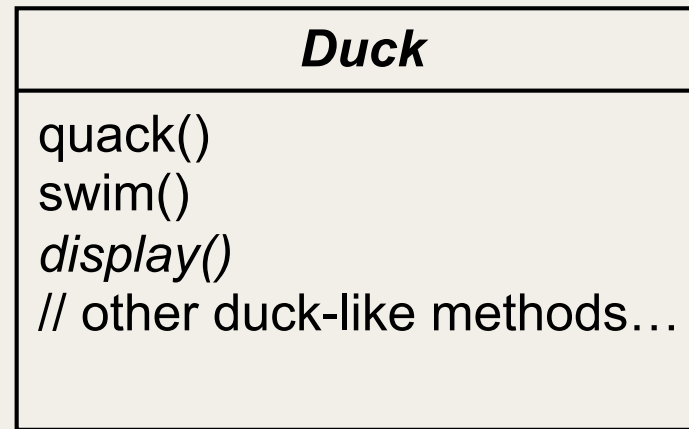 Duck
quack()
swim()
display()
// other duck-like methods…